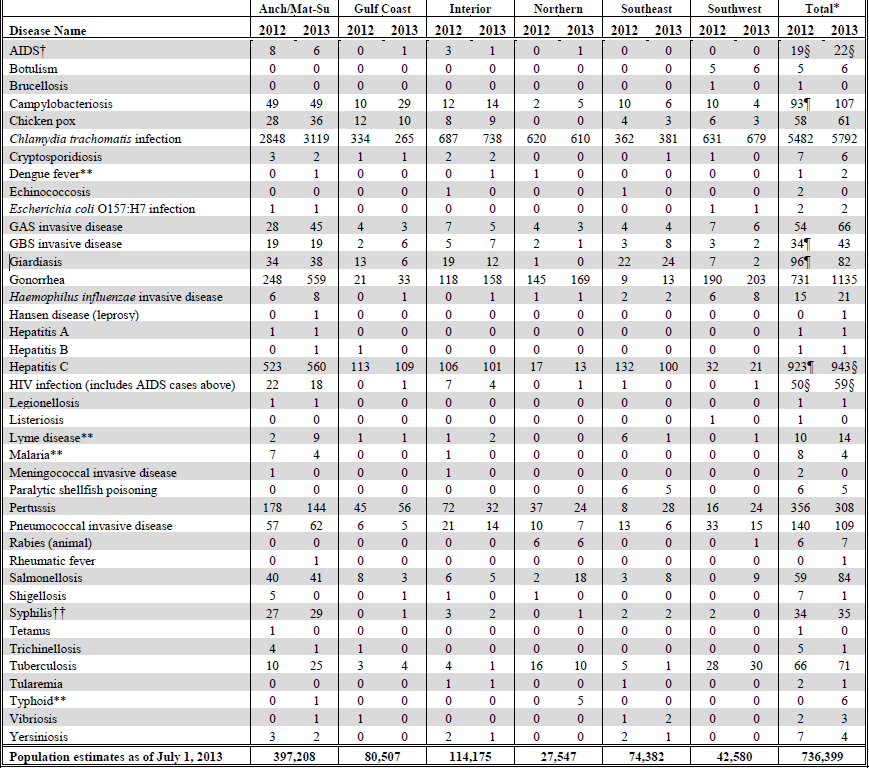 Anch/Mat-Su Gulf Coast Interior Northern Southeast Southwest Total*
Disease Name 2012 2013 2012 2013 2012 2013 2012 2013 2012 2013 2012 2013 2012 2013
AIDS† 8 6 0 1 3 1 0 1 0 0 0 0 19§ 22§
Botulism 0 0 0 0 0 0 0 0 0 0 5 6 5 6
Brucellosis 0 0 0 0 0 0 0 0 0 0 1 0 1 0
Campylobacteriosis 49 49 10 29 12 14 2 5 10 6 10 4 93¶ 107
Chicken pox 28 36 12 10 8 9 0 0 4 3 6 3 58 61
Chlamydia trachomatis infection 2848 3119 334 265 687 738 620 610 362 381 631 679 5482 5792
Cryptosporidiosis 3 2 1 1 2 2 0 0 0 1 1 0 7 6
Dengue fever** 0 1 0 0 0 1 1 0 0 0 0 0 1 2
Echinococcosis 0 0 0 0 1 0 0 0 1 0 0 0 2 0
Escherichia coli O157:H7 infection 1 1 0 0 0 0 0 0 0 0 1 1 2 2
GAS invasive disease 28 45 4 3 7 5 4 3 4 4 7 6 54 66
GBS invasive disease 19 19 2 6 5 7 2 1 3 8 3 2 34¶ 43
Giardiasis 34 38 13 6 19 12 1 0 22 24 7 2 96¶ 82
Gonorrhea 248 559 21 33 118 158 145 169 9 13 190 203 731 1135
Haemophilus influenzae invasive disease 6 8 0 1 0 1 1 1 2 2 6 8 15 21
Hansen disease (leprosy) 0 1 0 0 0 0 0 0 0 0 0 0 0 1
Hepatitis A 1 1 0 0 0 0 0 0 0 0 0 0 1 1
Hepatitis B 0 1 1 0 0 0 0 0 0 0 0 0 1 1
Hepatitis C 523 560 113 109 106 101 17 13 132 100 32 21 923¶ 943§
HIV infection (includes AIDS cases above) 22 18 0 1 7 4 0 1 1 0 0 1 50§ 59§
Legionellosis 1 1 0 0 0 0 0 0 0 0 0 0 1 1
Listeriosis 0 0 0 0 0 0 0 0 0 0 1 0 1 0
Lyme disease** 2 9 1 1 1 2 0 0 6 1 0 1 10 14
Malaria** 7 4 0 0 1 0 0 0 0 0 0 0 8 4
Meningococcal invasive disease 1 0 0 0 1 0 0 0 0 0 0 0 2 0
Paralytic shellfish poisoning 0 0 0 0 0 0 0 0 6 5 0 0 6 5
Pertussis 178 144 45 56 72 32 37 24 8 28 16 24 356 308
Pneumococcal invasive disease 57 62 6 5 21 14 10 7 13 6 33 15 140 109
Rabies (animal) 0 0 0 0 0 0 6 6 0 0 0 1 6 7
Rheumatic fever 0 1 0 0 0 0 0 0 0 0 0 0 0 1
Salmonellosis 40 41 8 3 6 5 2 18 3 8 0 9 59 84
Shigellosis 5 0 0 1 1 0 1 0 0 0 0 0 7 1
Syphilis†† 27 29 0 1 3 2 0 1 2 2 2 0 34 35
Tetanus 1 0 0 0 0 0 0 0 0 0 0 0 1 0
Trichinellosis 4 1 1 0 0 0 0 0 0 0 0 0 5 1
Tuberculosis 10 25 3 4 4 1 16 10 5 1 28 30 66 71
Tularemia 0 0 0 0 1 1 0 0 1 0 0 0 2 1
Typhoid** 0 1 0 0 0 0 0 5 0 0 0 0 0 6
Vibriosis 0 1 1 0 0 0 0 0 1 2 0 0 2 3
Yersiniosis 3 2 0 0 2 1 0 0 2 1 0 0 7 4
Population estimates as of July 1, 2013 397,208 80,507 114,175 27,547 74,382 42,580 736,399